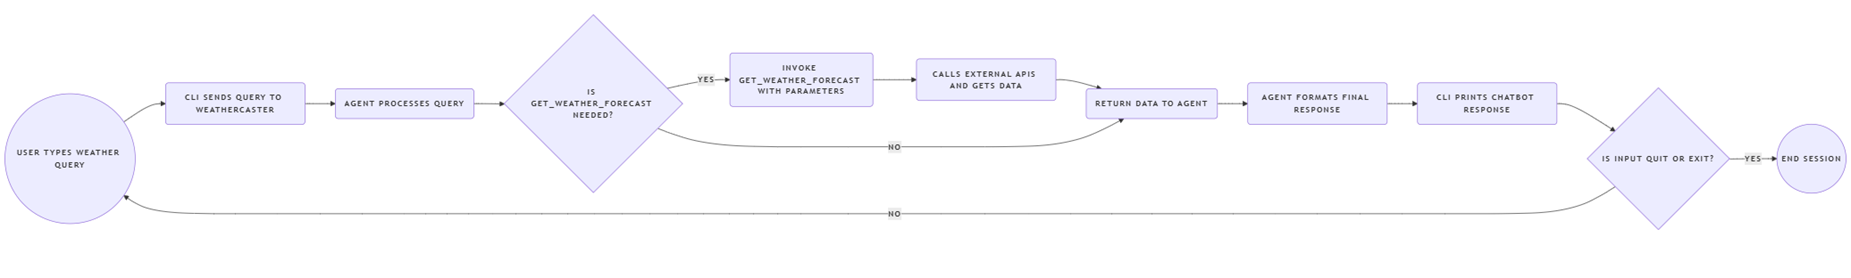 USER TYPES WEATHER
QUERY
CLI SENDS QUERY TO
WEATHERCASTER
AGENT PROCESSES QUERY
IS
GET_WEATHER_FORECAST
NEEDED?
YES
INVOKE
GET_WEATHER_FORECAST
WITH PARAMETERS
CALLS EXTERNAL APIS
AND GETS DATA
NO
RETURN DATA TO AGENT
AGENT FORMATS FINAL
RESPONSE
CLI PRINTS CHATBOT
RESPONSE
IS INPUT QUIT OR EXIT?
YES
END SESSION
NO